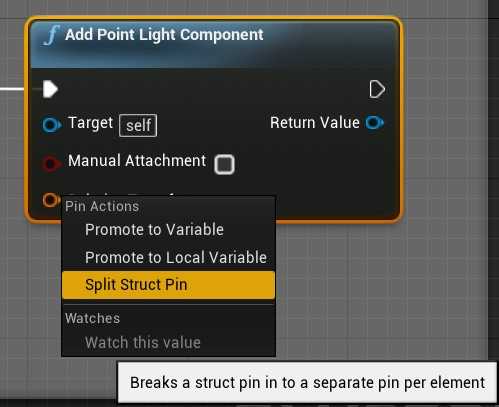 Add Point Light Component
Target self
Return Value
Manual Attachment
Pin Actions
Promote to Variable
Promote to Local Variable
Split Struct Pin
Watches
Watch this value
Breaks a struct pin in to a separate pin per element